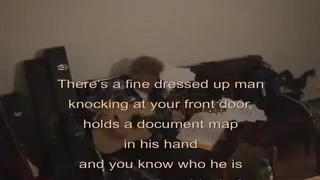 There's a fine dressed up man
knocking at your front door,
holds a document map
in his hand
and you know who he is